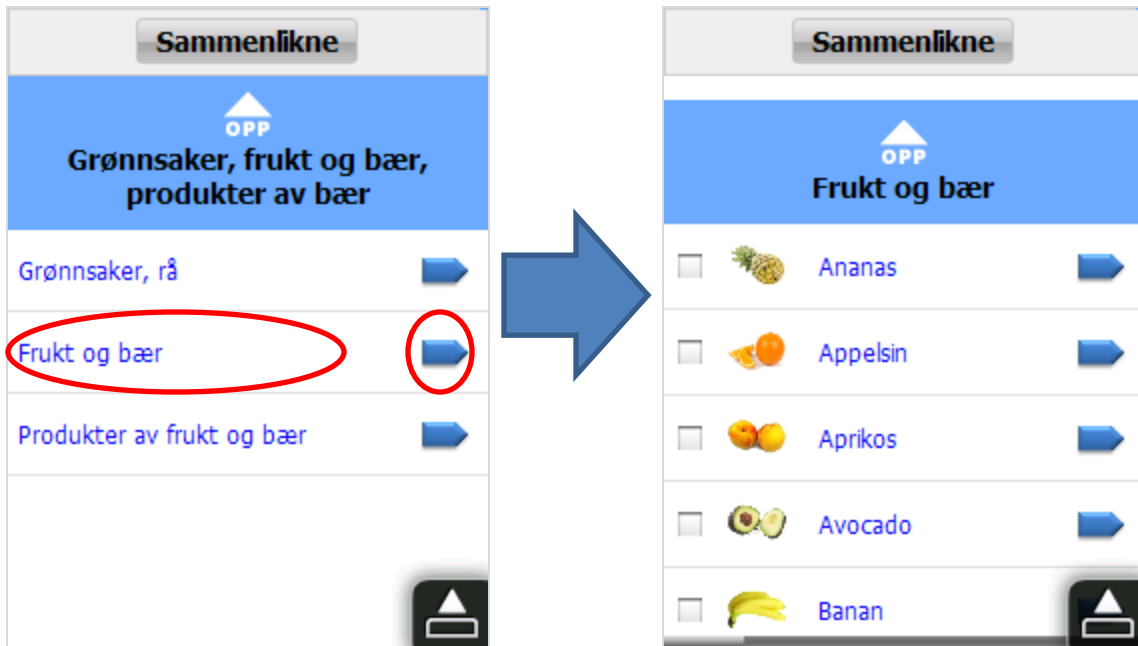 Sammenlikne
OPP
Grønnsaker, frukt og bær,
produkter av bær
Grønnsaker, rå
Frukt og bær
Produkter av frukt og bær
Sammenlikne
OPP
Frukt og bær
Ananas
Appelsin
Aprikos
Avocado
Banan